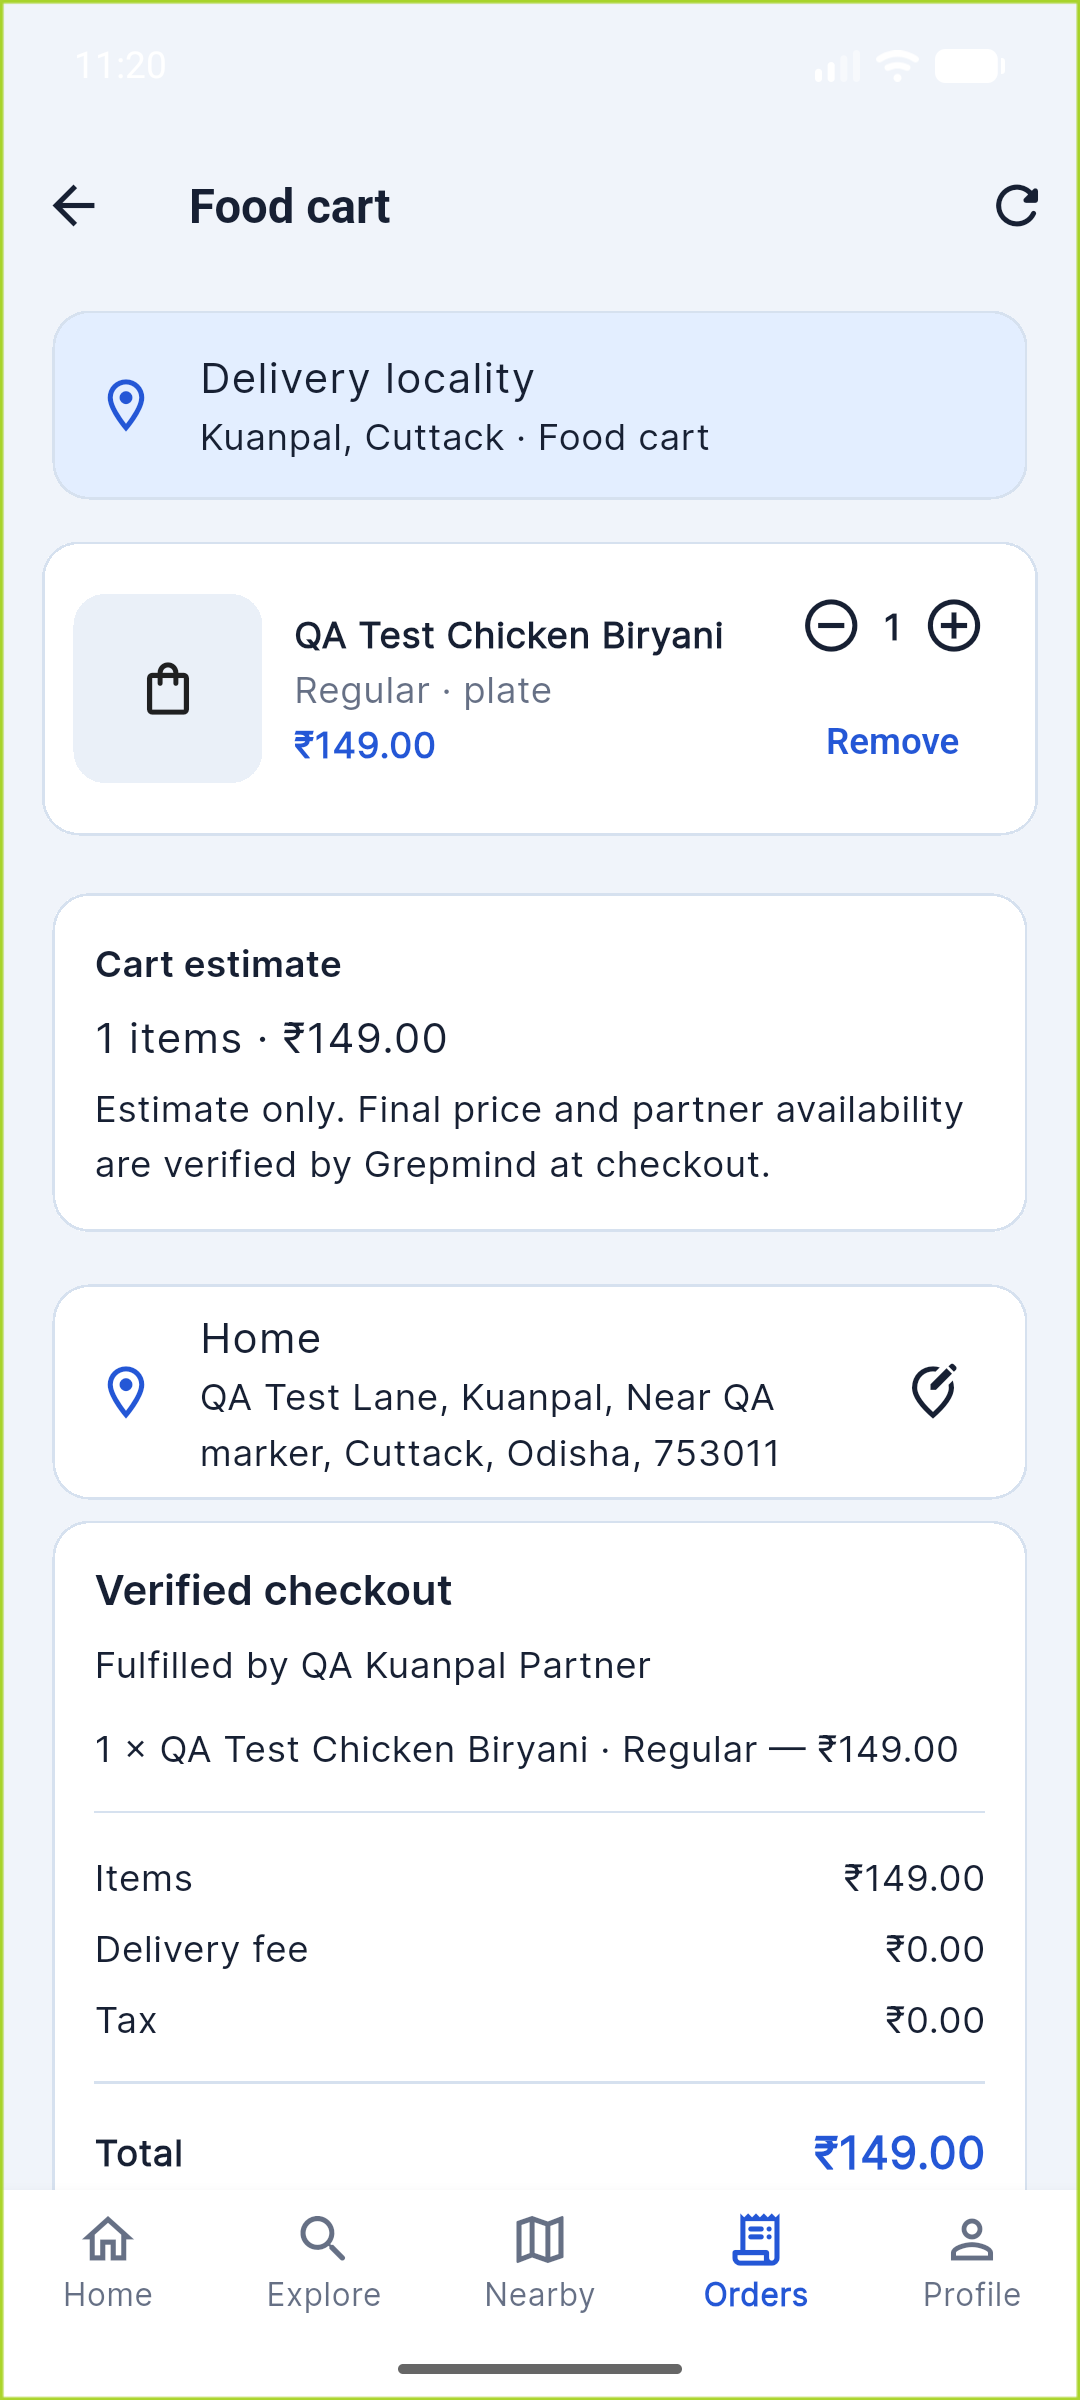 11:20
Food cart
Delivery locality
Kuanpal, Cuttack · Food cart
QA Test Chicken Biryani
1
Regular · plate
₹149.00
Remove
Cart estimate
1 items · ₹149.00
Estimate only. Final price and partner availability
are verified by Grepmind at checkout.
Home
QA Test Lane, Kuanpal, Near QA
marker, Cuttack, Odisha, 753011
Verified checkout
Fulfilled by QA Kuanpal Partner
1 × QA Test Chicken Biryani · Regular — ₹149.00
Items ₹149.00
Delivery fee ₹0.00
Tax ₹0.00
Total ₹149.00
Home Explore Nearby Orders Profile